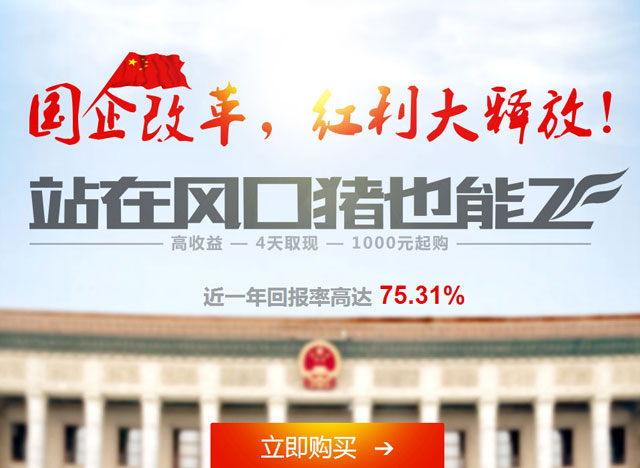 国企改革，红利大释放！
站在风口猪也能飞
高收益 — 4天取现 — 1000元起购
近一年回报率高达 75.31%
立即购买 →